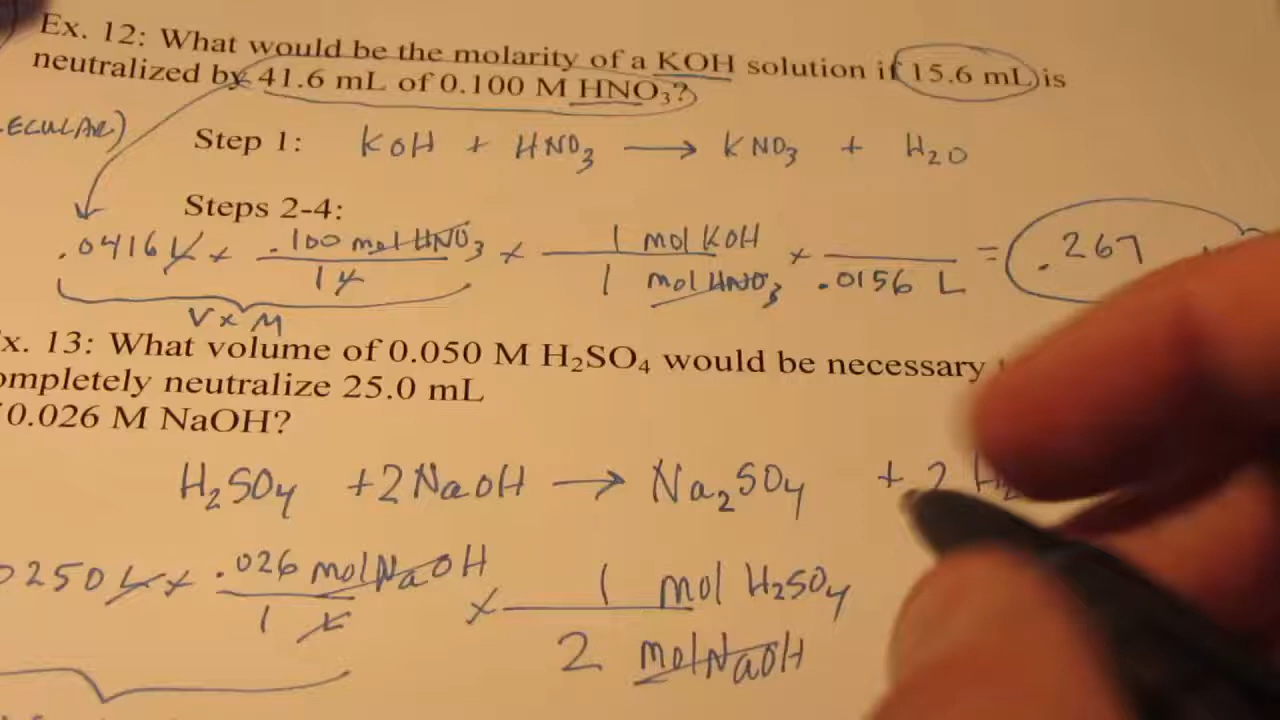 Ex. 12: What would be the molarity of a KOH solution if 15.6 mL is
neutralized by 41.6 mL of 0.100 M HNO₃?
ECULAR)
Step 1: KOH + HNO₃ → KNO₃ + H₂O
Steps 2-4:
.0416 L × .100 mol HNO₃ / 1 L × 1 mol KOH / 1 mol HNO₃ × / .0156 L = .267
V × M
x. 13: What volume of 0.050 M H₂SO₄ would be necessary
ompletely neutralize 25.0 mL
0.026 M NaOH?
H₂SO₄ + 2 NaOH → Na₂SO₄ + 2 H₂
0250 L × .026 mol NaOH / 1 L × 1 mol H₂SO₄ / 2 mol NaOH